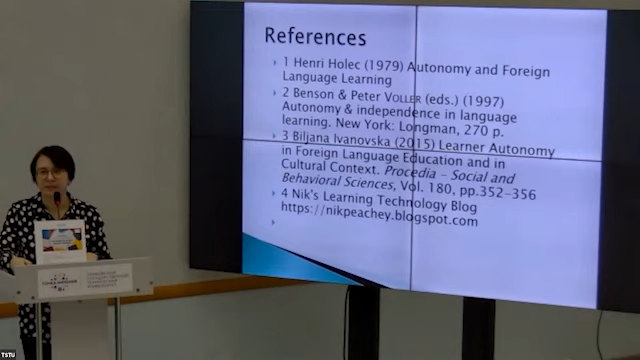 References
1 Henri Holec (1979) Autonomy and Foreign
Language Learning
2 Benson & Peter VOLLER (eds.) (1997)
Autonomy & independence in language
learning. New York: Longman, 270 p.
3 Biljana Ivanovska (2015) Learner Autonomy
in Foreign Language Education and in
Cultural Context. Procedia - Social and
Behavioral Sciences, Vol. 180, pp.352-356
4 Nik's Learning Technology Blog
https://nikpeachey.blogspot.com
TSTU